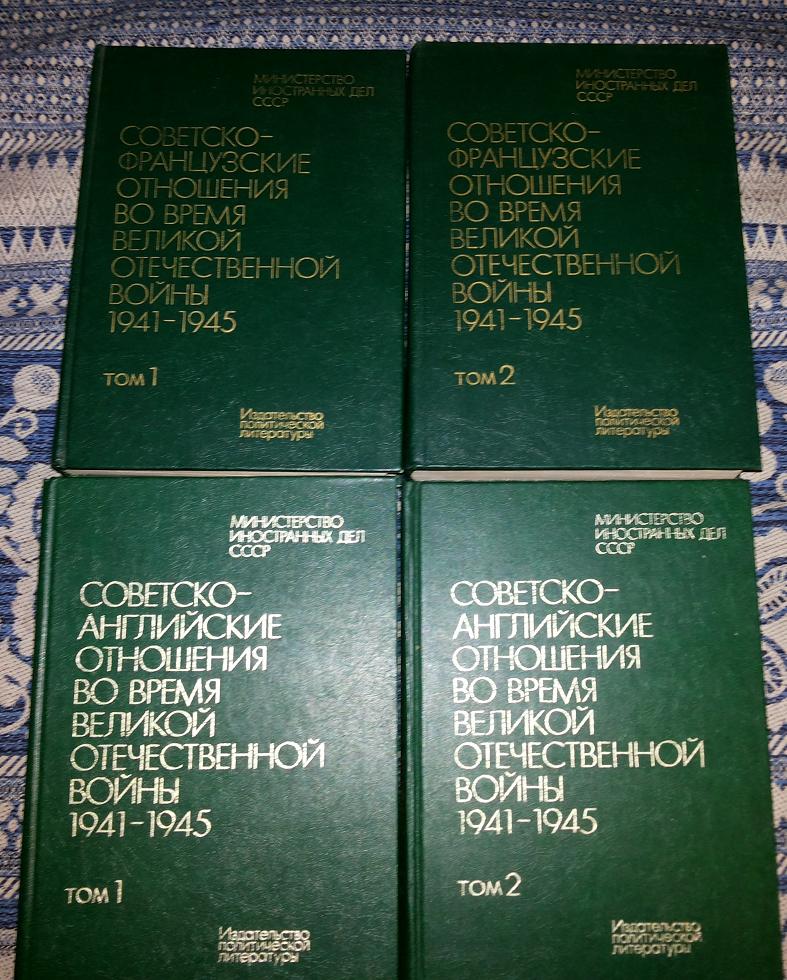 МИНИСТЕРСТВО
ИНОСТРАННЫХ ДЕЛ
СССР
СОВЕТСКО-
ФРАНЦУЗСКИЕ
ОТНОШЕНИЯ
ВО ВРЕМЯ
ВЕЛИКОЙ
ОТЕЧЕСТВЕННОЙ
ВОЙНЫ
1941-1945
ТОМ 1
Издательство
политической
литературы
МИНИСТЕРСТВО
ИНОСТРАННЫХ ДЕЛ
СССР
СОВЕТСКО-
ФРАНЦУЗСКИЕ
ОТНОШЕНИЯ
ВО ВРЕМЯ
ВЕЛИКОЙ
ОТЕЧЕСТВЕННОЙ
ВОЙНЫ
1941-1945
ТОМ 2
Издательство
политической
литературы
МИНИСТЕРСТВО
ИНОСТРАННЫХ ДЕЛ
СССР
СОВЕТСКО-
АНГЛИЙСКИЕ
ОТНОШЕНИЯ
ВО ВРЕМЯ
ВЕЛИКОЙ
ОТЕЧЕСТВЕННОЙ
ВОЙНЫ
1941-1945
ТОМ 1
Издательство
политической
литературы
МИНИСТЕРСТВО
ИНОСТРАННЫХ ДЕЛ
СССР
СОВЕТСКО-
АНГЛИЙСКИЕ
ОТНОШЕНИЯ
ВО ВРЕМЯ
ВЕЛИКОЙ
ОТЕЧЕСТВЕННОЙ
ВОЙНЫ
1941-1945
ТОМ 2
Издательство
политической
литературы